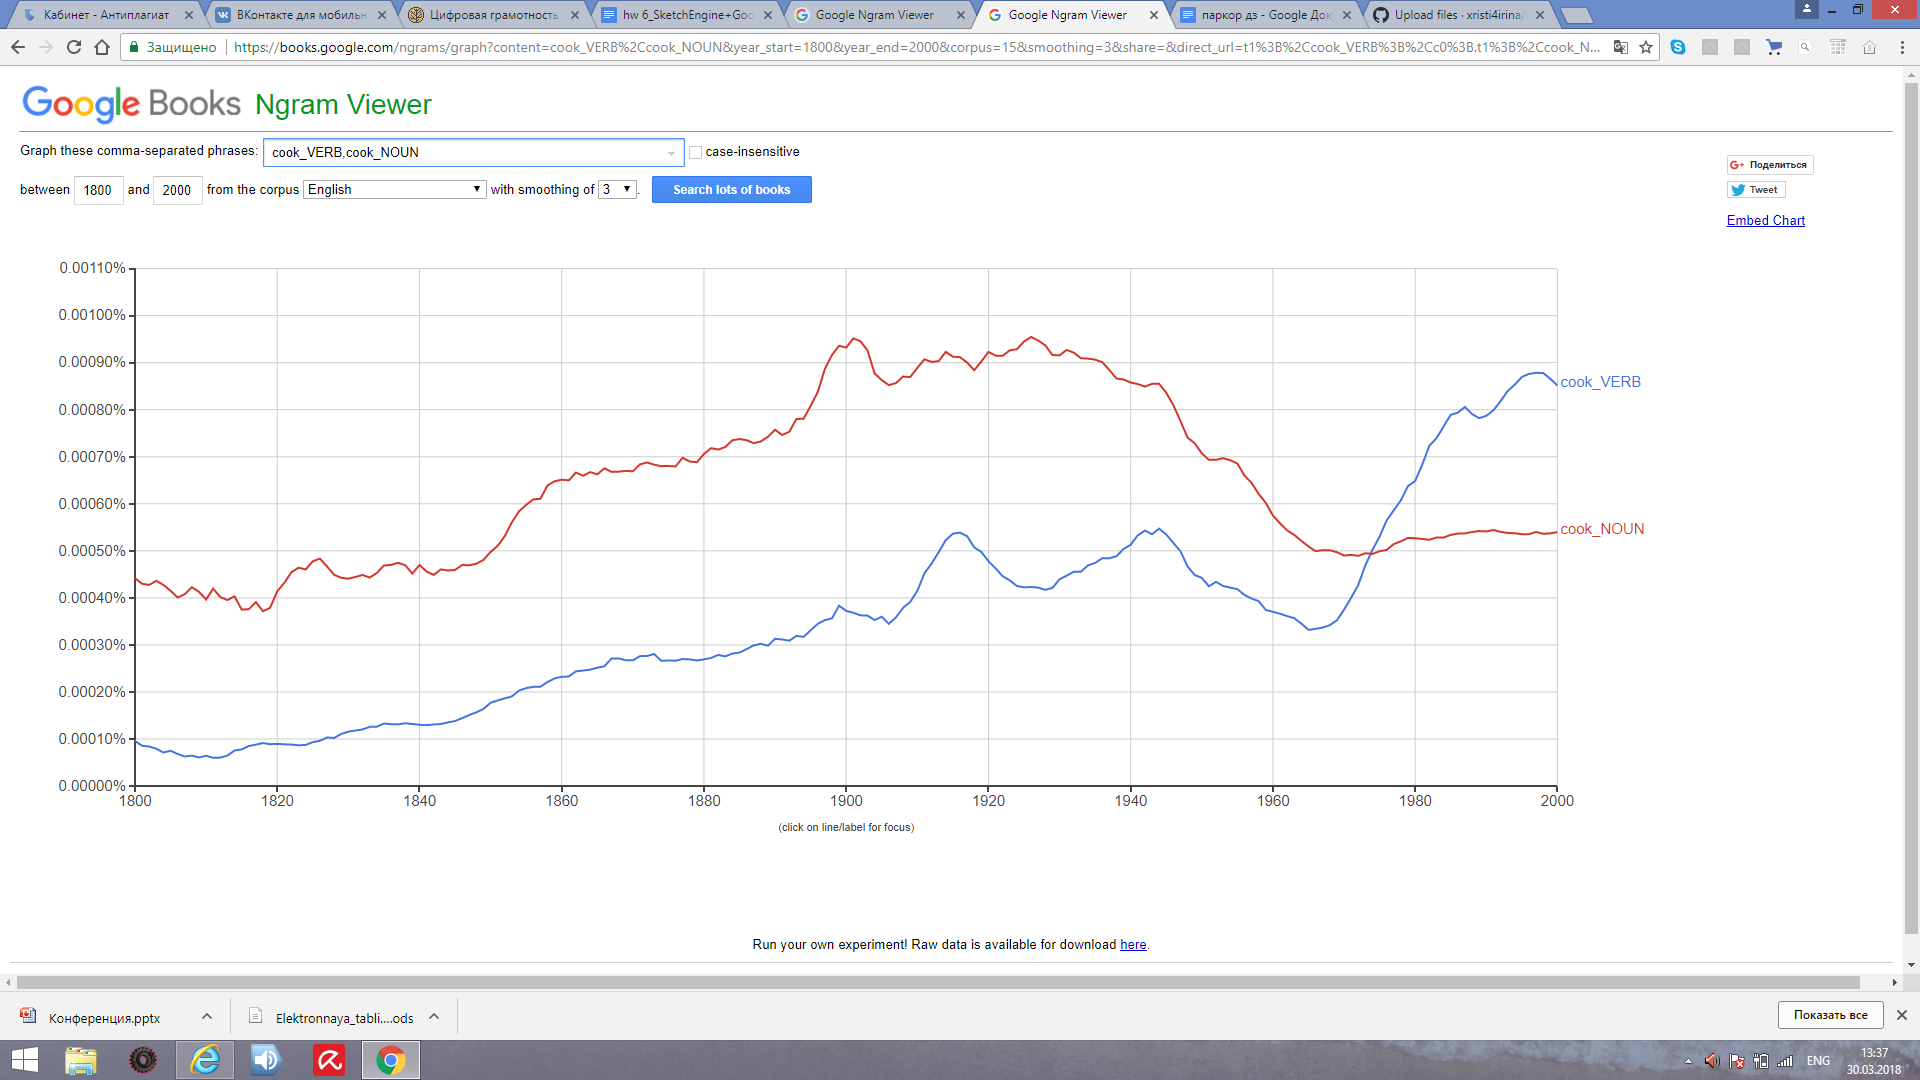 Кабинет - Антиплагиат
ВКонтакте для мобильн
Цифровая грамотность
hw 6_SketchEngine+Goo
Google Ngram Viewer
Google Ngram Viewer
паркор дз - Google Док
Upload files · xristi4irina/
Защищено
https://books.google.com/ngrams/graph?content=cook_VERB%2Ccook_NOUN&year_start=1800&year_end=2000&corpus=15&smoothing=3&share=&direct_url=t1%3B%2Ccook_VERB%3B%2Cc0%3B.t1%3B%2Ccook_N...
Google Books Ngram Viewer
Graph these comma-separated phrases: cook_VERB,cook_NOUN case-insensitive
between 1800 and 2000 from the corpus English with smoothing of 3 . Search lots of books
G+ Поделиться
Tweet
Embed Chart
0.00110%
0.00100%
0.00090%
0.00080%
0.00070%
0.00060%
0.00050%
0.00040%
0.00030%
0.00020%
0.00010%
0.00000%
cook_VERB
cook_NOUN
1800 1820 1840 1860 1880 1900 1920 1940 1960 1980 2000
(click on line/label for focus)
Run your own experiment! Raw data is available for download here.
Конференция.pptx
Elektronnaya_tabli....ods
Показать все
ENG
13:37
30.03.2018